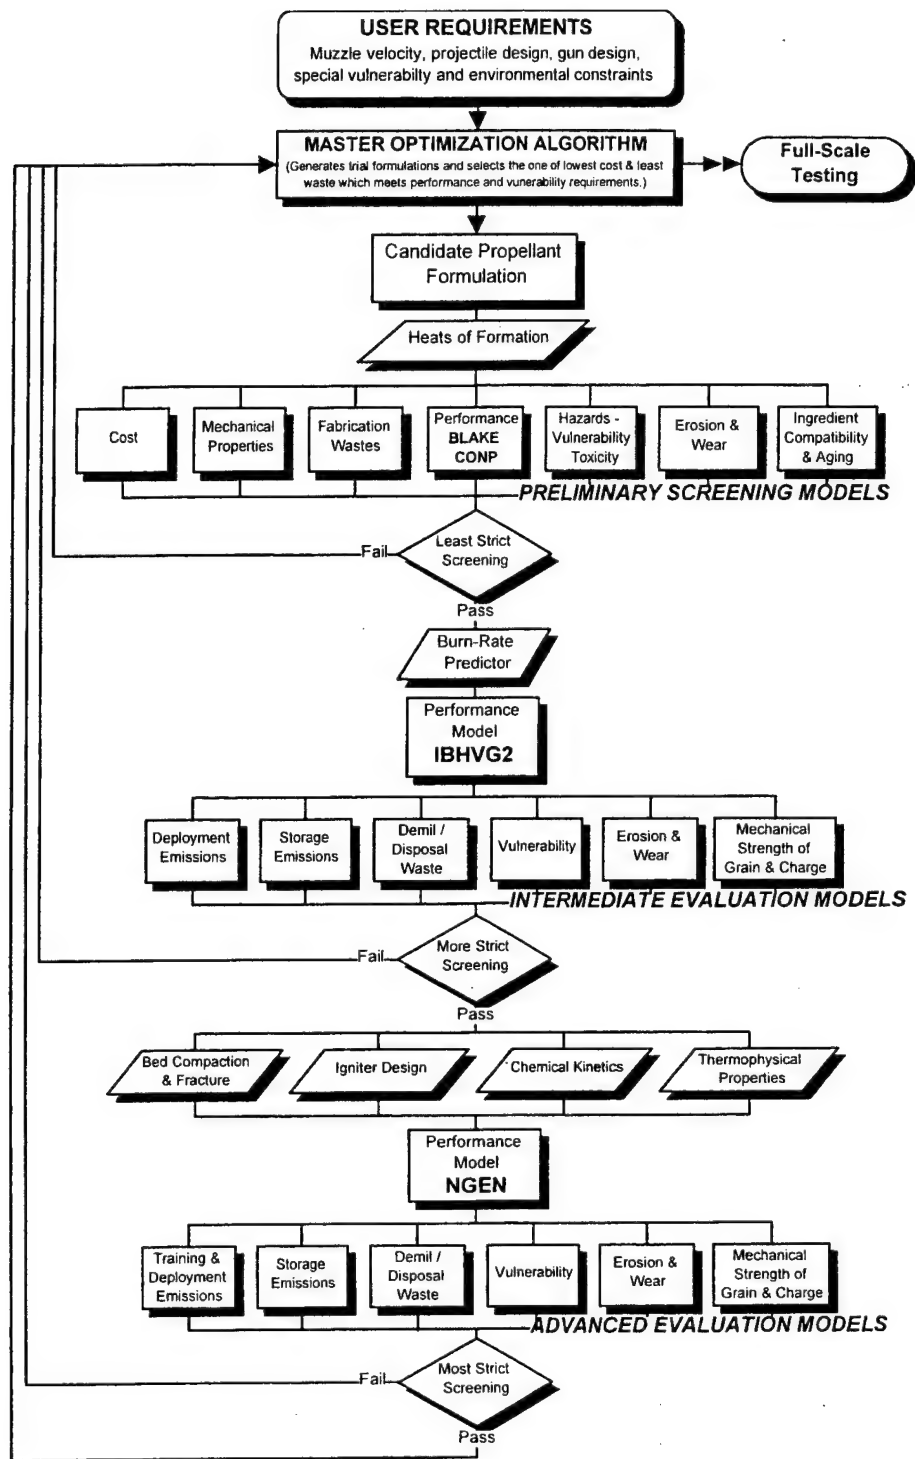 USER REQUIREMENTS
Muzzle velocity, projectile design, gun design,
special vulnerabilty and environmental constraints
MASTER OPTIMIZATION ALGORITHM
(Generates trial formulations and selects the one of lowest cost & least
waste which meets performance and vunerability requirements.)
Full-Scale
Testing
Candidate Propellant
Formulation
Heats of Formation
Cost
Mechanical
Properties
Fabrication
Wastes
Performance
BLAKE
CONP
Hazards -
Vulnerability
Toxicity
Erosion &
Wear
Ingredient
Compatibility
& Aging
PRELIMINARY SCREENING MODELS
Fail
Least Strict
Screening
Pass
Burn-Rate
Predictor
Performance
Model
IBHVG2
Deployment
Emissions
Storage
Emissions
Demil /
Disposal
Waste
Vulnerability
Erosion &
Wear
Mechanical
Strength of
Grain & Charge
INTERMEDIATE EVALUATION MODELS
Fail
More Strict
Screening
Pass
Bed Compaction
& Fracture
Igniter Design
Chemical Kinetics
Thermophysical
Properties
Performance
Model
NGEN
Training &
Deployment
Emissions
Storage
Emissions
Demil /
Disposal
Waste
Vulnerability
Erosion &
Wear
Mechanical
Strength of
Grain & Charge
ADVANCED EVALUATION MODELS
Fail
Most Strict
Screening
Pass